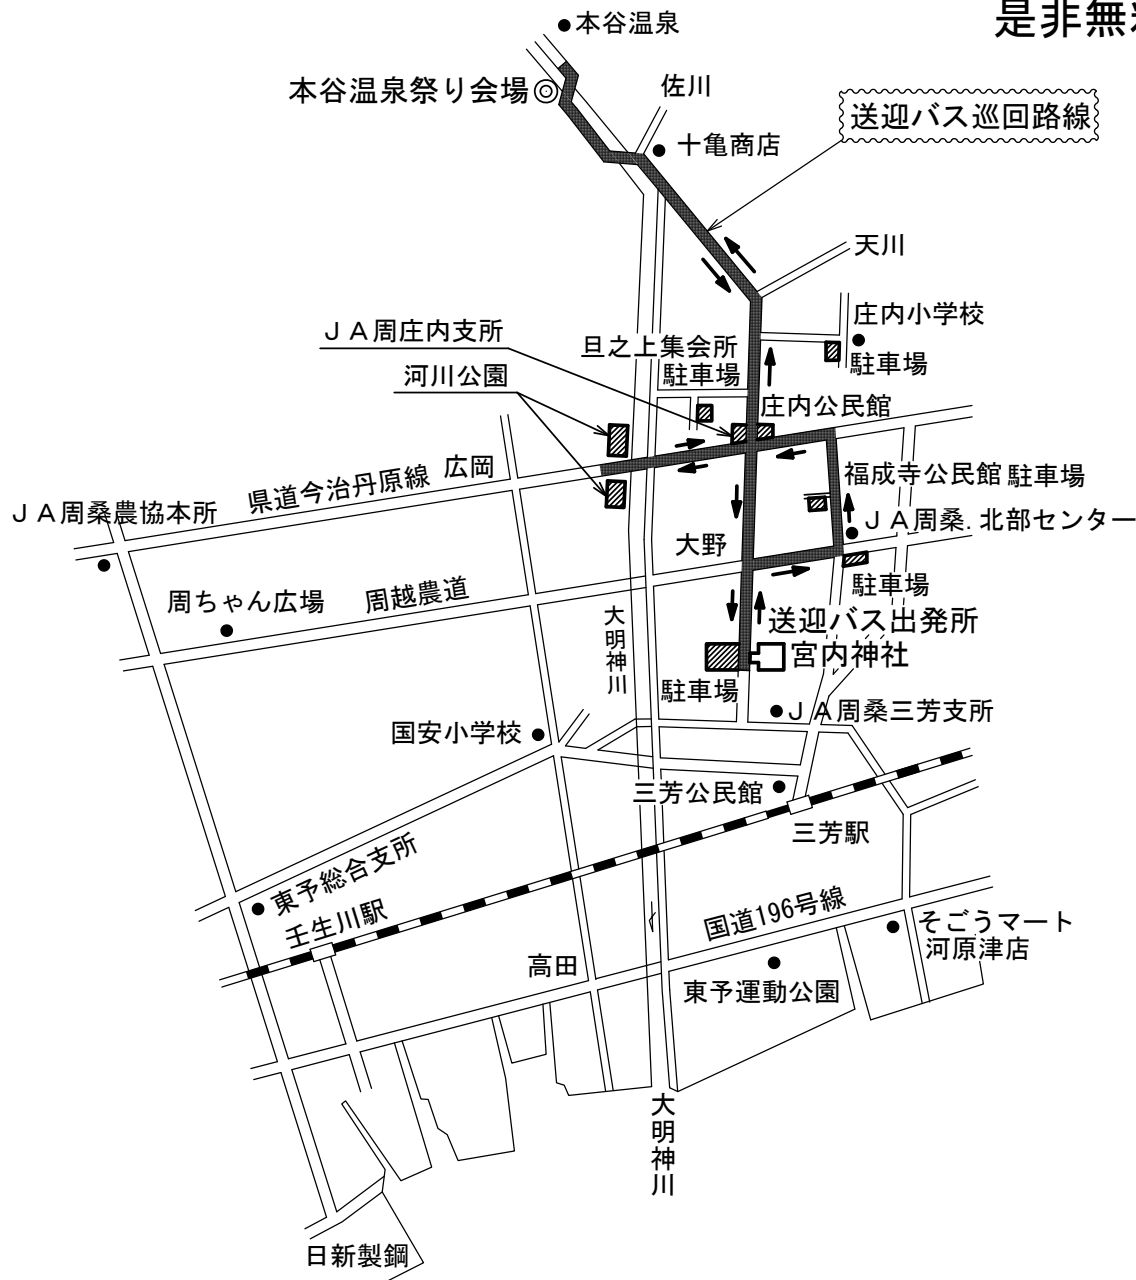 是非無
本谷温泉
本谷温泉祭り会場
佐川
送迎バス巡回路線
十亀商店
天川
庄内小学校
ＪＡ周庄内支所
旦之上集会所
駐車場
駐車場
河川公園
庄内公民館
県道今治丹原線
広岡
福成寺公民館
駐車場
ＪＡ周桑農協本所
ＪＡ周桑.北部センター
大野
周ちゃん広場
周越農道
駐車場
大明神川
送迎バス出発所
宮内神社
駐車場
国安小学校
ＪＡ周桑三芳支所
三芳公民館
三芳駅
東予総合支所
壬生川駅
国道196号線
そごうマート
河原津店
高田
東予運動公園
大明神川
日新製鋼